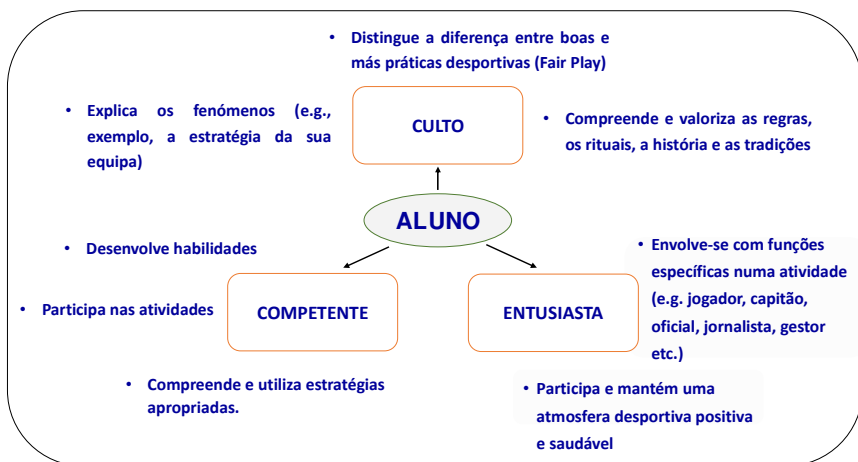 • Distingue a diferença entre boas e
más práticas desportivas (Fair Play)
• Explica os fenómenos (e.g.,
exemplo, a estratégia da sua
equipa)
CULTO
• Compreende e valoriza as regras,
os rituais, a história e as tradições
ALUNO
• Desenvolve habilidades
• Participa nas atividades
COMPETENTE
• Compreende e utiliza estratégias
apropriadas.
ENTUSIASTA
• Envolve-se com funções
específicas numa atividade
(e.g. jogador, capitão,
oficial, jornalista, gestor
etc.)
• Participa e mantém uma
atmosfera desportiva positiva
e saudável